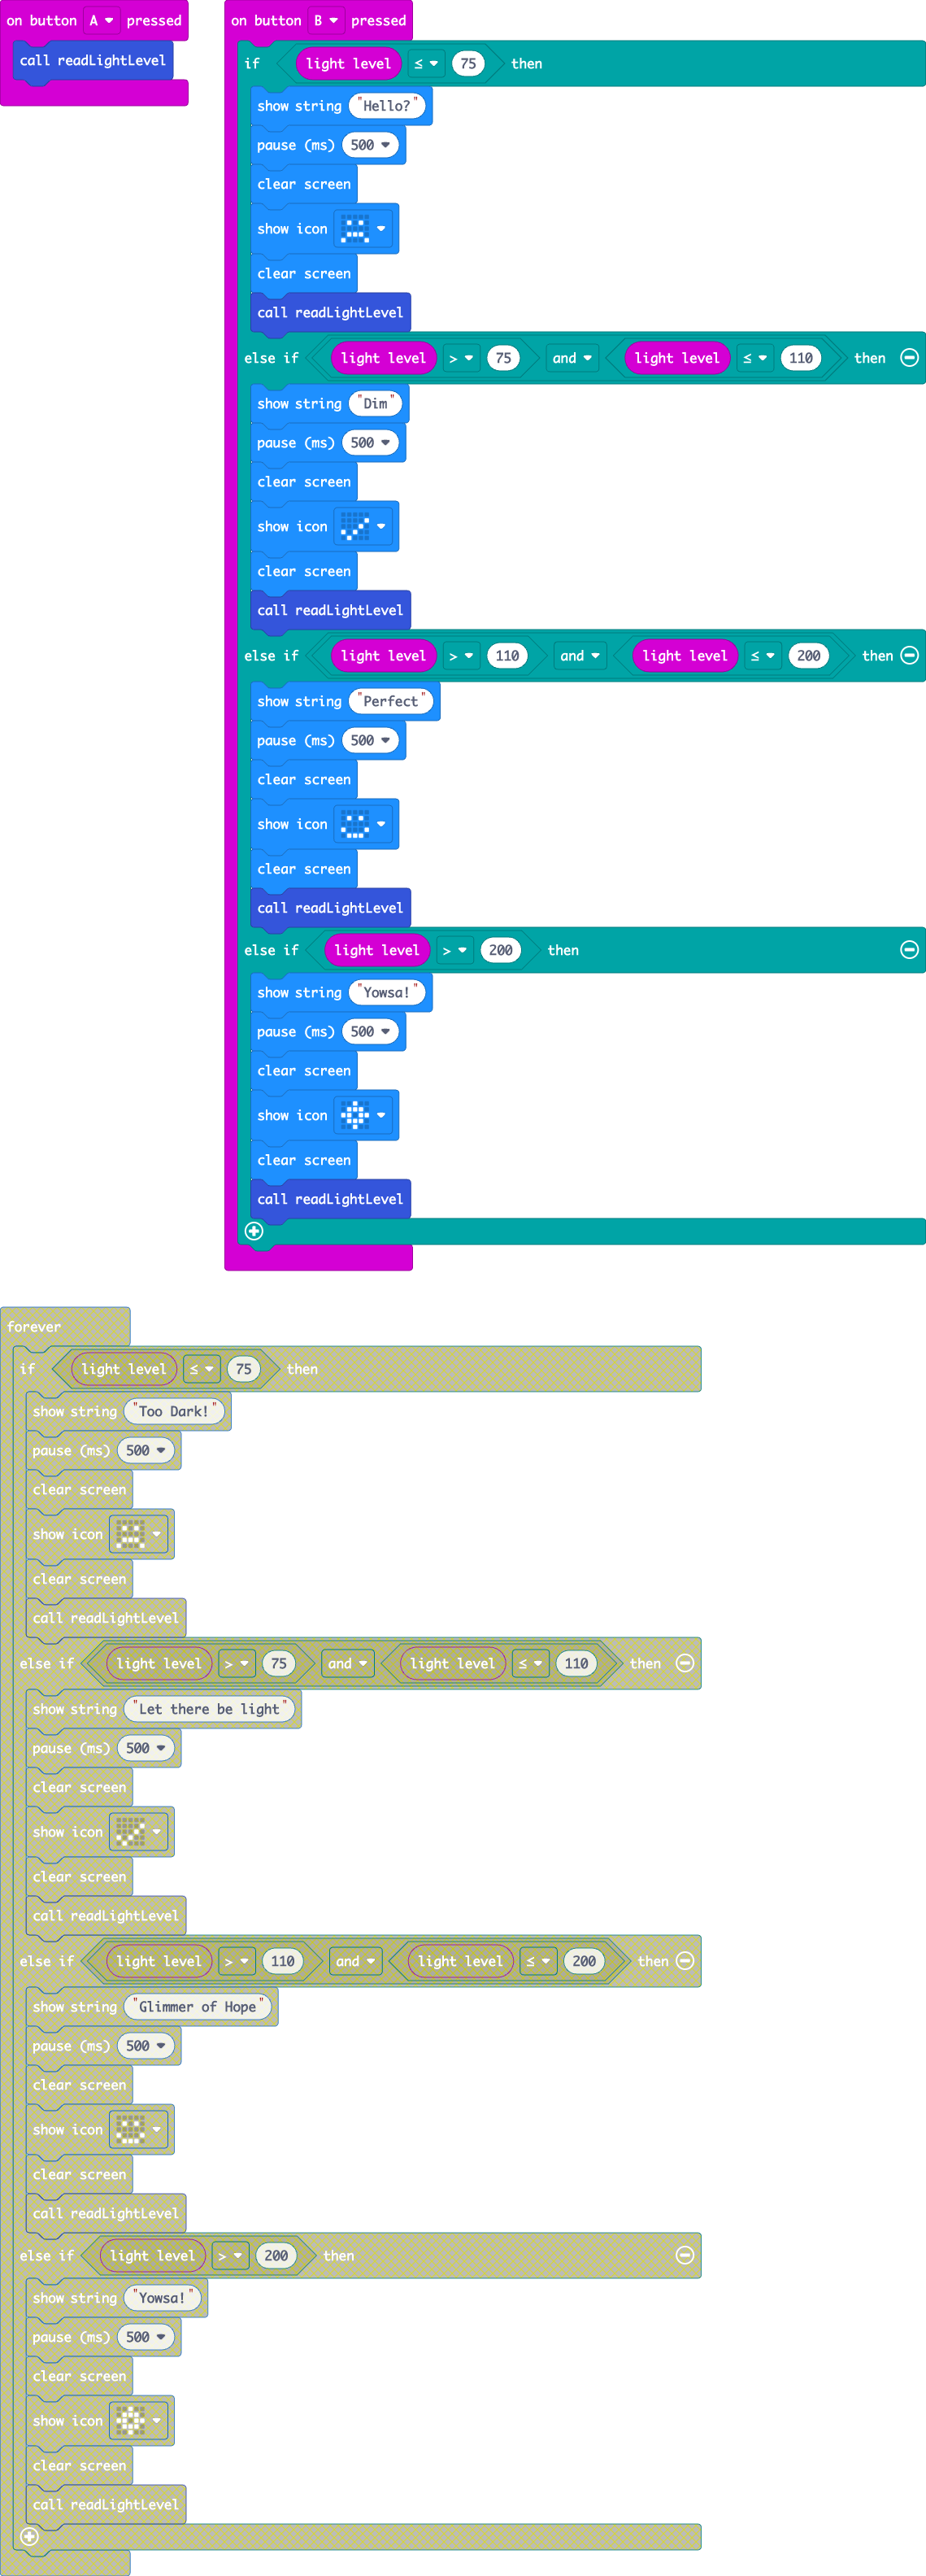 on button A pressed
call readLightLevel
on button B pressed
if light level ≤ 75 then
show string "Hello?"
pause (ms) 500
clear screen
show icon
clear screen
call readLightLevel
else if light level > 75 and light level ≤ 110 then
show string "Dim"
pause (ms) 500
clear screen
show icon
clear screen
call readLightLevel
else if light level > 110 and light level ≤ 200 then
show string "Perfect"
pause (ms) 500
clear screen
show icon
clear screen
call readLightLevel
else if light level > 200 then
show string "Yowsa!"
pause (ms) 500
clear screen
show icon
clear screen
call readLightLevel
forever
if light level ≤ 75 then
show string "Too Dark!"
pause (ms) 500
clear screen
show icon
clear screen
call readLightLevel
else if light level > 75 and light level ≤ 110 then
show string "Let there be light"
pause (ms) 500
clear screen
show icon
clear screen
call readLightLevel
else if light level > 110 and light level ≤ 200 then
show string "Glimmer of Hope"
pause (ms) 500
clear screen
show icon
clear screen
call readLightLevel
else if light level > 200 then
show string "Yowsa!"
pause (ms) 500
clear screen
show icon
clear screen
call readLightLevel